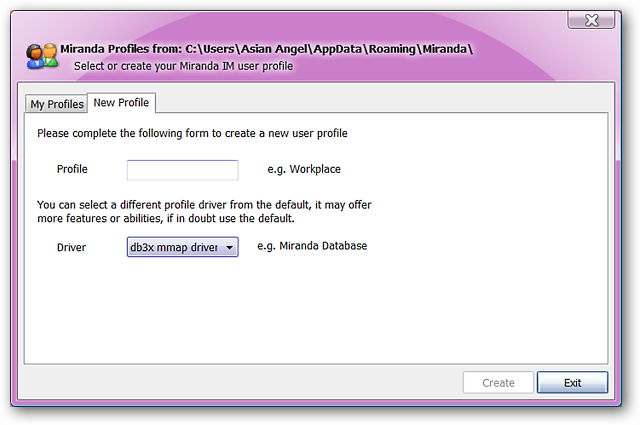 Miranda Profiles from: C:\Users\Asian Angel\AppData\Roaming\Miranda\
Select or create your Miranda IM user profile
My Profiles New Profile
Please complete the following form to create a new user profile
Profile e.g. Workplace
You can select a different profile driver from the default, it may offer
more features or abilities, if in doubt use the default.
Driver db3x mmap driver e.g. Miranda Database
Create Exit